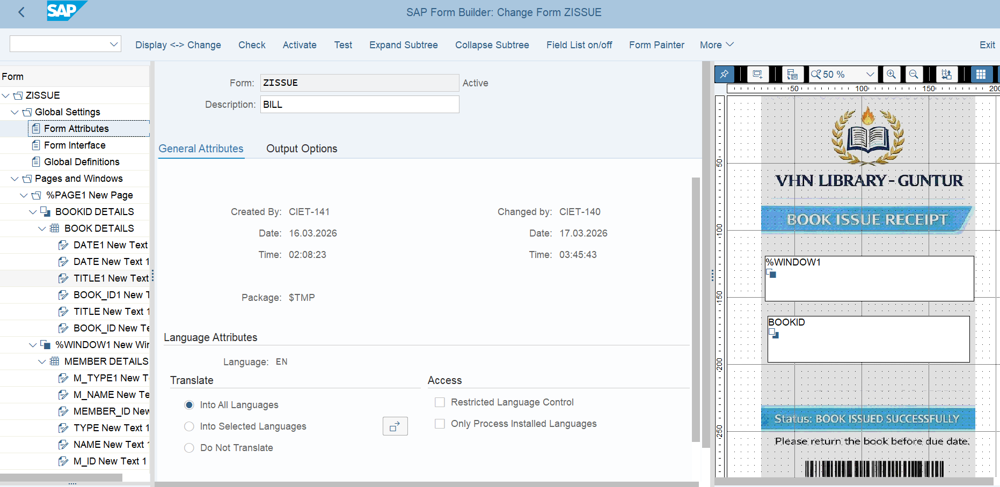 SAP
SAP Form Builder: Change Form ZISSUE
Display <-> Change
Check
Activate
Test
Expand Subtree
Collapse Subtree
Field List on/off
Form Painter
More
Exit
Form
ZISSUE
Global Settings
Form Attributes
Form Interface
Global Definitions
Pages and Windows
%PAGE1 New Page
BOOKID DETAILS
BOOK DETAILS
DATE1 New Text
DATE New Text 1
TITLE1 New Text
BOOK_ID1 New T
TITLE New Text 1
BOOK_ID New Te
%WINDOW1 New Wir
MEMBER DETAILS
M_TYPE1 New T
M_NAME New Te
MEMBER_ID New
TYPE New Text 1
NAME New Text 1
M_ID New Text 1
Form: ZISSUE Active
Description: BILL
General Attributes
Output Options
Created By: CIET-141
Changed by: CIET-140
Date: 16.03.2026
Date: 17.03.2026
Time: 02:08:23
Time: 03:45:43
Package: $TMP
Language Attributes
Language: EN
Translate
Access
Into All Languages
Restricted Language Control
Into Selected Languages
Only Process Installed Languages
Do Not Translate
50 %
50 100 150 200
50
100
150
200
250
VHN LIBRARY - GUNTUR
BOOK ISSUE RECEIPT
%WINDOW1
BOOKID
Status: BOOK ISSUED SUCCESSFULLY
Please return the book before due date.